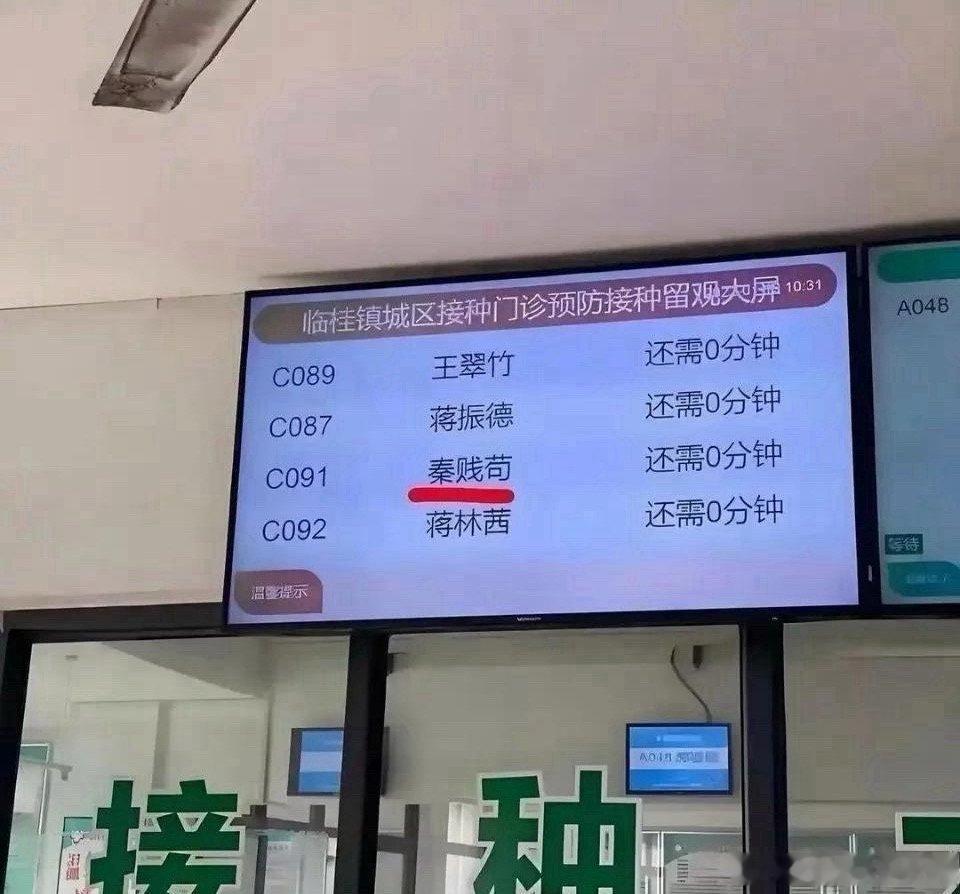 临桂镇城区接种门诊预防接种留观大屏 10:31
C089 王翠竹 还需0分钟
C087 蒋振德 还需0分钟
C091 秦贱苟 还需0分钟
C092 蒋林茜 还需0分钟
温馨提示
A048
等待
A048
接种